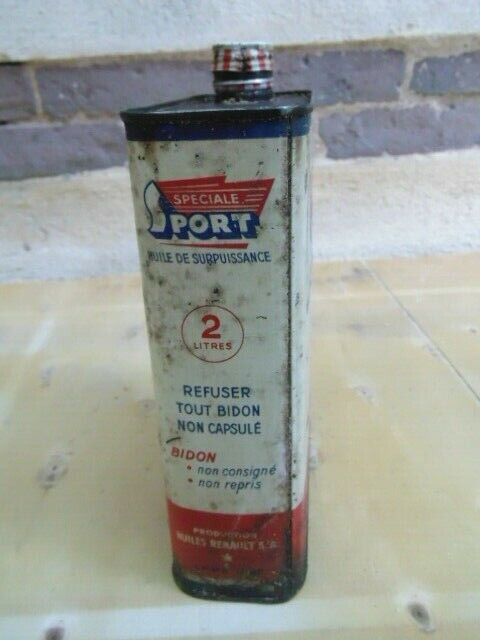 SPECIALE
SPORT
HUILE DE SURPUISSANCE
2
LITRES
REFUSER
TOUT BIDON
NON CAPSULÉ
BIDON
• non consigné
• non repris
PRODUCTION
HUILES RENAULT S.A